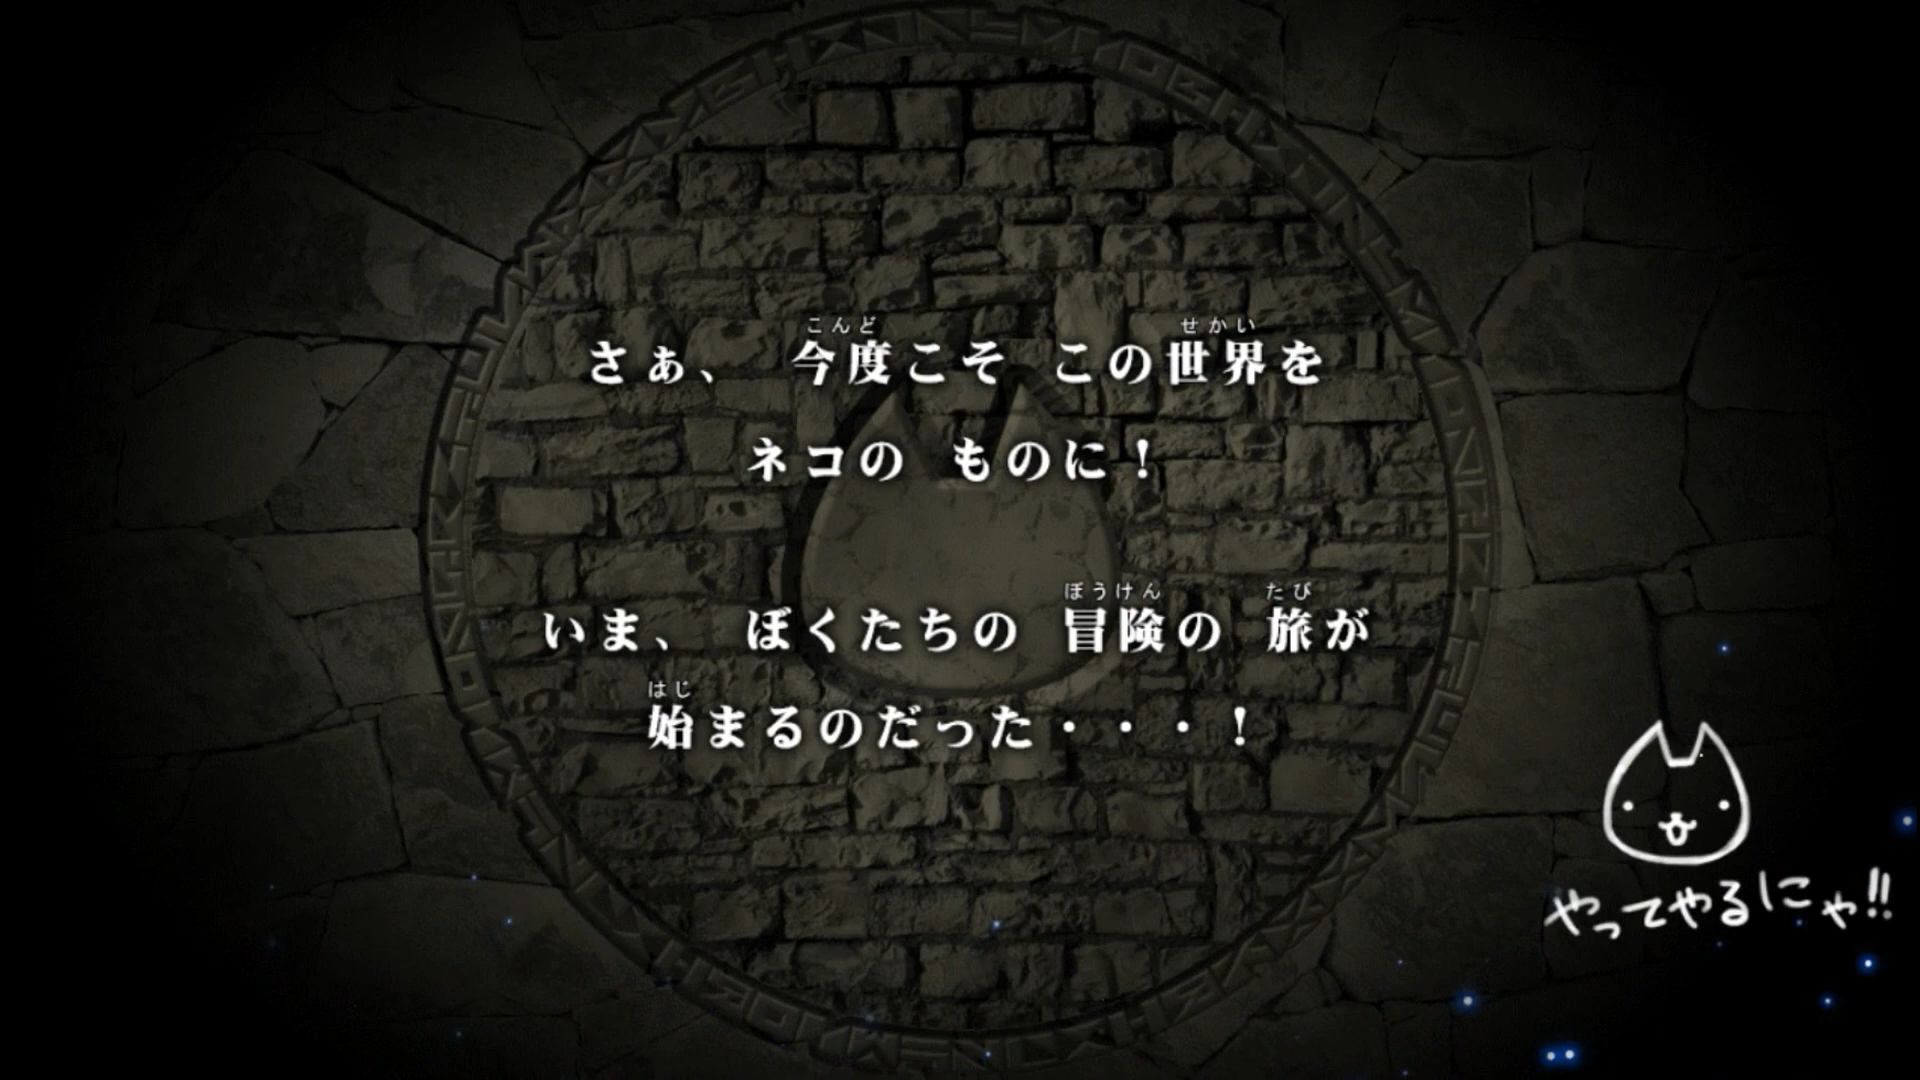 さぁ、 今度こそ この世界を
ネコの ものに！
いま、 ぼくたちの 冒険の 旅が
始まるのだった・・・！
やってやるにゃ!!